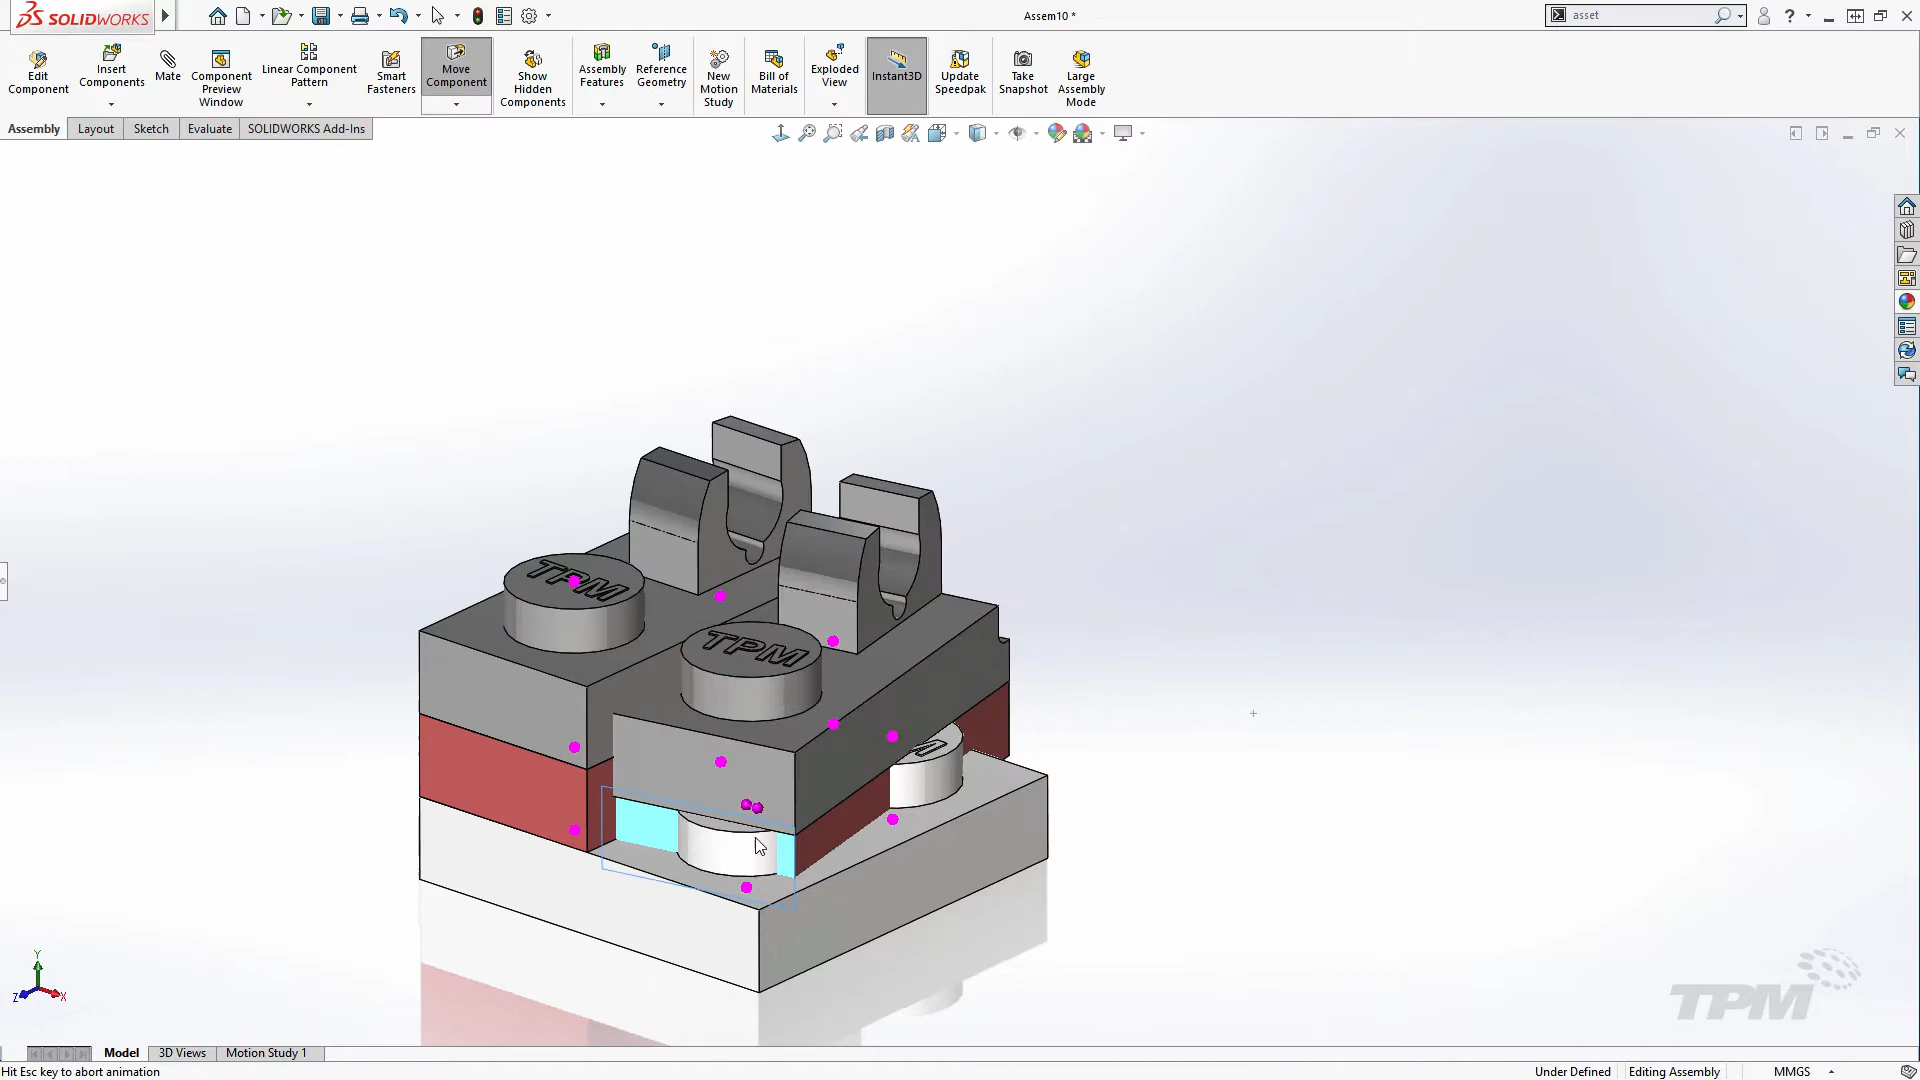 SOLIDWORKS
Assem10 *
asset
Edit Component
Insert Components
Mate
Component Preview Window
Linear Component Pattern
Smart Fasteners
Move Component
Show Hidden Components
Assembly Features
Reference Geometry
New Motion Study
Bill of Materials
Exploded View
Instant3D
Update Speedpak
Take Snapshot
Large Assembly Mode
Assembly
Layout
Sketch
Evaluate
SOLIDWORKS Add-Ins
TPM
TPM
A
Y
Z
X
TPM
Model
3D Views
Motion Study 1
Hit Esc key to abort animation
Under Defined
Editing Assembly
MMGS